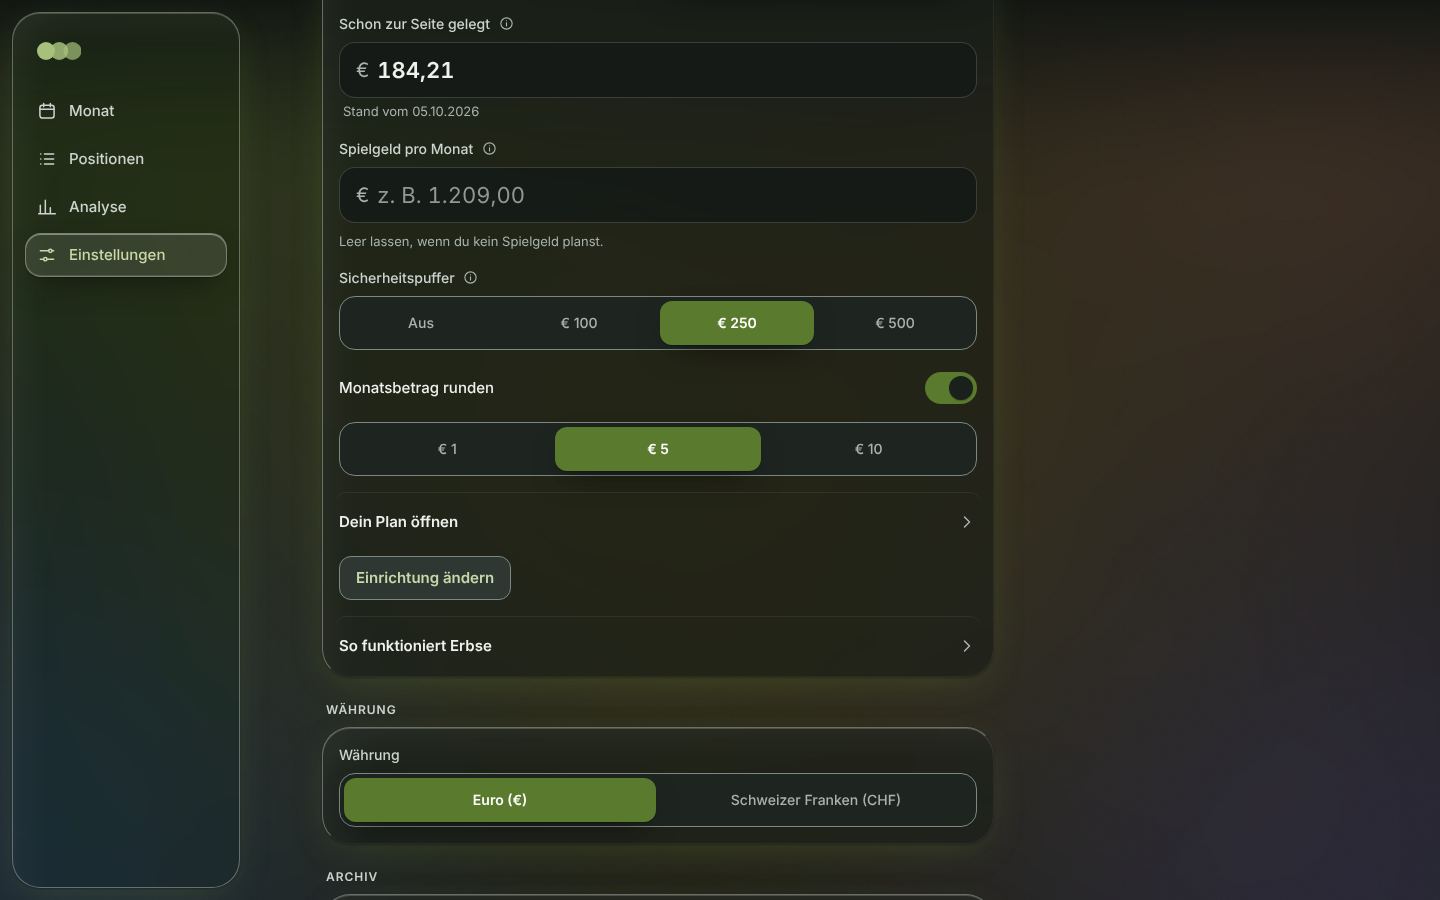 Monat
Positionen
Analyse
Einstellungen
Schon zur Seite gelegt
€ 184,21
Stand vom 05.10.2026
Spielgeld pro Monat
€ z. B. 1.209,00
Leer lassen, wenn du kein Spielgeld planst.
Sicherheitspuffer
Aus € 100 € 250 € 500
Monatsbetrag runden
€ 1 € 5 € 10
Dein Plan öffnen
Einrichtung ändern
So funktioniert Erbse
WÄHRUNG
Währung
Euro (€) Schweizer Franken (CHF)
ARCHIV